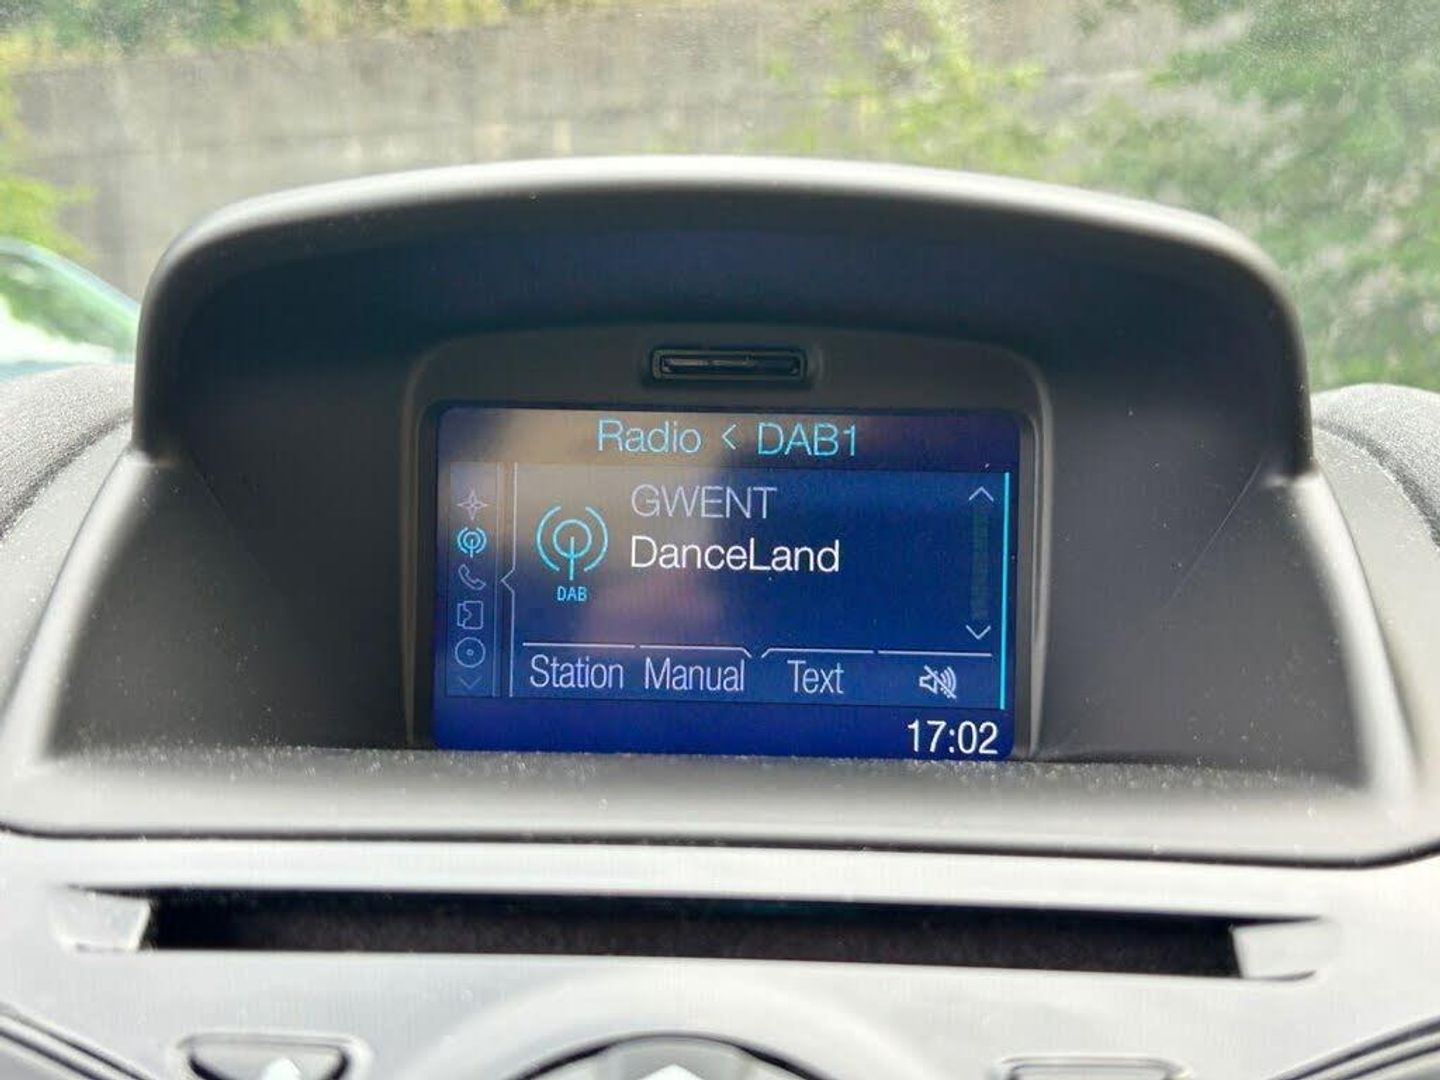 Radio < DAB1
GWENT
DanceLand
DAB
Station Manual Text
17:02